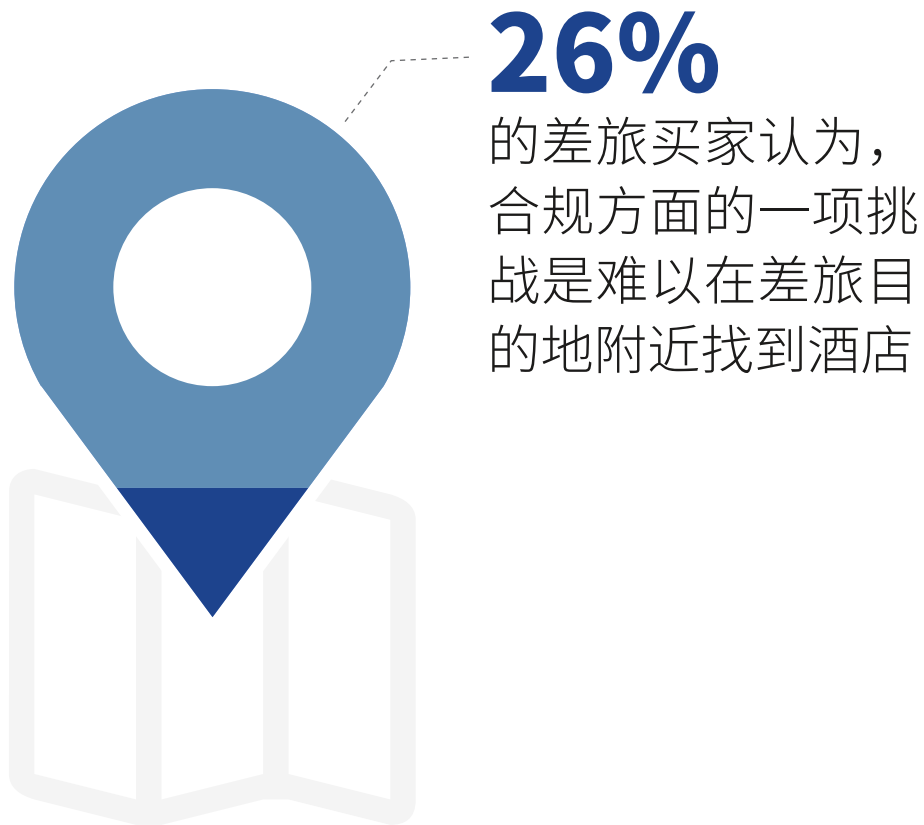 26%
的差旅买家认为，
合规方面的一项挑
战是难以在差旅目
的地附近找到酒店